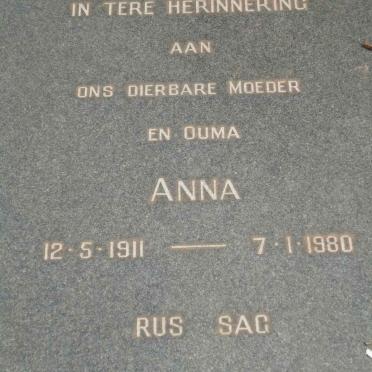 IN TERE HERINNERING
AAN
ONS DIERBARE MOEDER
EN OUMA
ANNA
12·5·1911 — 7·1·1980
RUS SAG